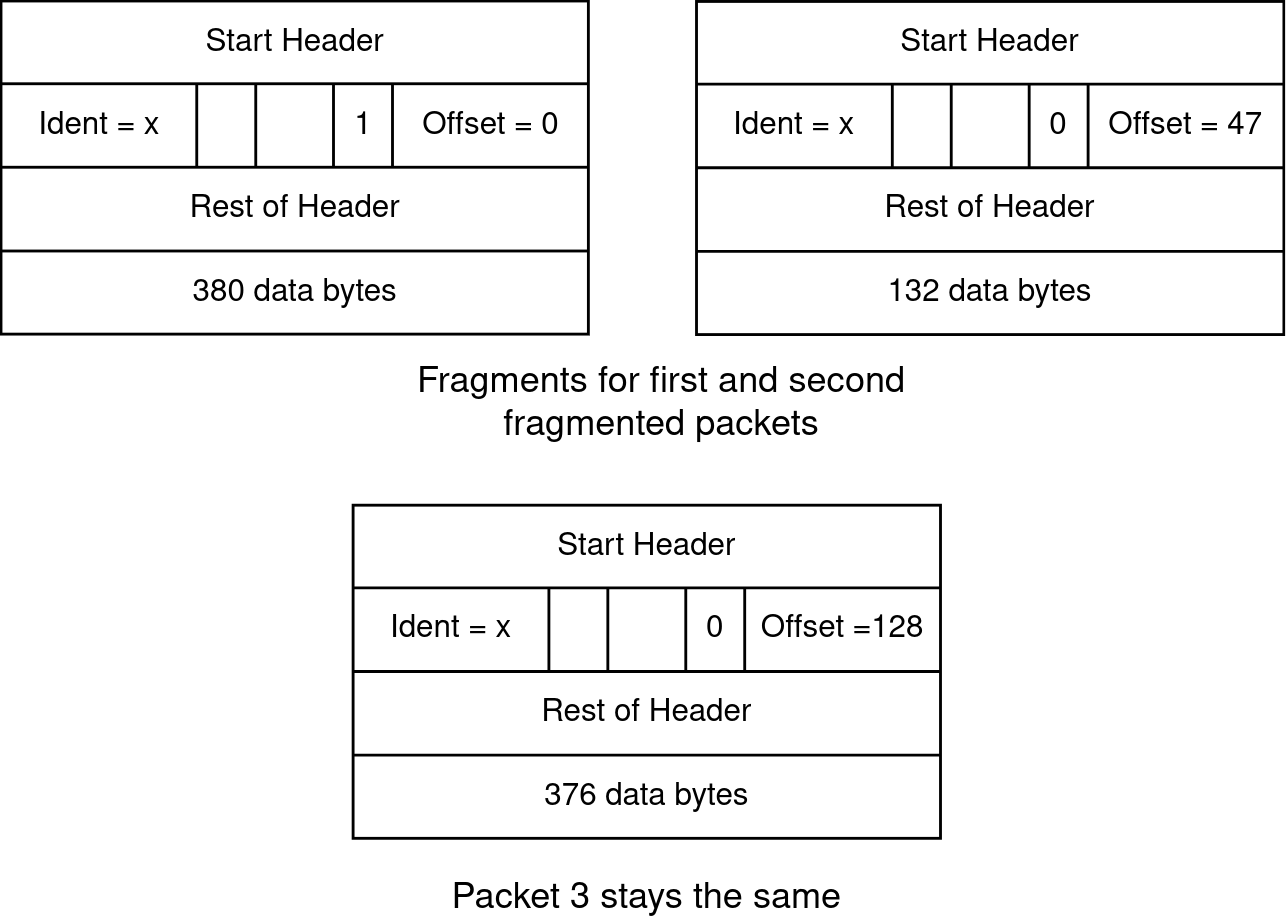 Start Header
Ident = x 1 Offset = 0
Rest of Header
380 data bytes
Start Header
Ident = x 0 Offset = 47
Rest of Header
132 data bytes
Fragments for first and second
fragmented packets
Start Header
Ident = x 0 Offset =128
Rest of Header
376 data bytes
Packet 3 stays the same